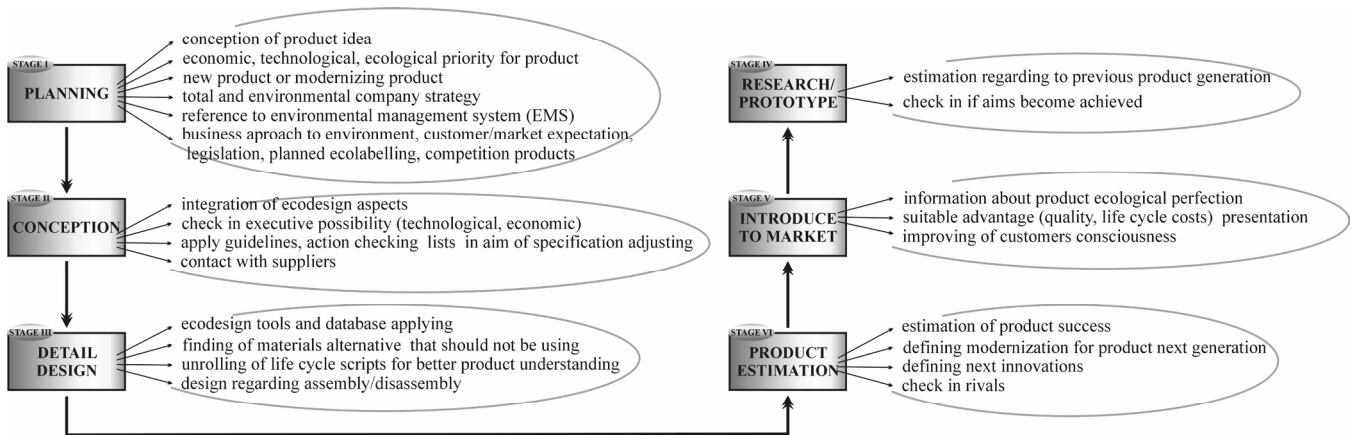 STAGE I
PLANNING
conception of product idea
economic, technological, ecological priority for product
new product or modernizing product
total and environmental company strategy
reference to environmental management system (EMS)
business aproach to environment, customer/market expectation,
legislation, planned ecolabelling, competition products
STAGE II
CONCEPTION
integration of ecodesign aspects
check in executive possibility (technological, economic)
apply guidelines, action checking lists in aim of specification adjusting
contact with suppliers
STAGE III
DETAIL
DESIGN
ecodesign tools and database applying
finding of materials alternative that should not be using
unrolling of life cycle scripts for better product understanding
design regarding assembly/disassembly
STAGE IV
RESEARCH/
PROTOTYPE
estimation regarding to previous product generation
check in if aims become achieved
STAGE V
INTRODUCE
TO MARKET
information about product ecological perfection
suitable advantage (quality, life cycle costs) presentation
improving of customers consciousness
STAGE VI
PRODUCT
ESTIMATION
estimation of product success
defining modernization for product next generation
defining next innovations
check in rivals